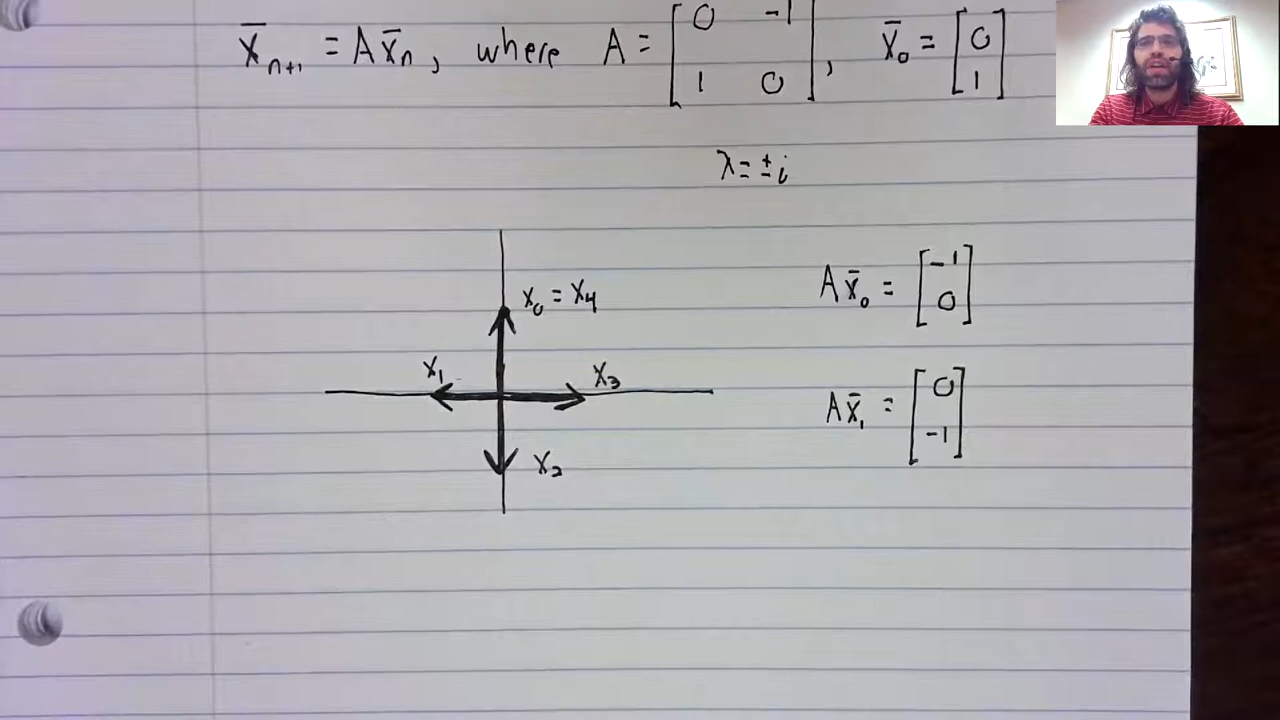 x̄ₙ₊₁ = Ax̄ₙ, where A = [0 -1; 1 0], x̄₀ = [0; 1]
λ = ± i
x₀ = x₄
Ax̄₀ = [-1; 0]
x₁
x₃
Ax̄₁ = [0; -1]
x₂